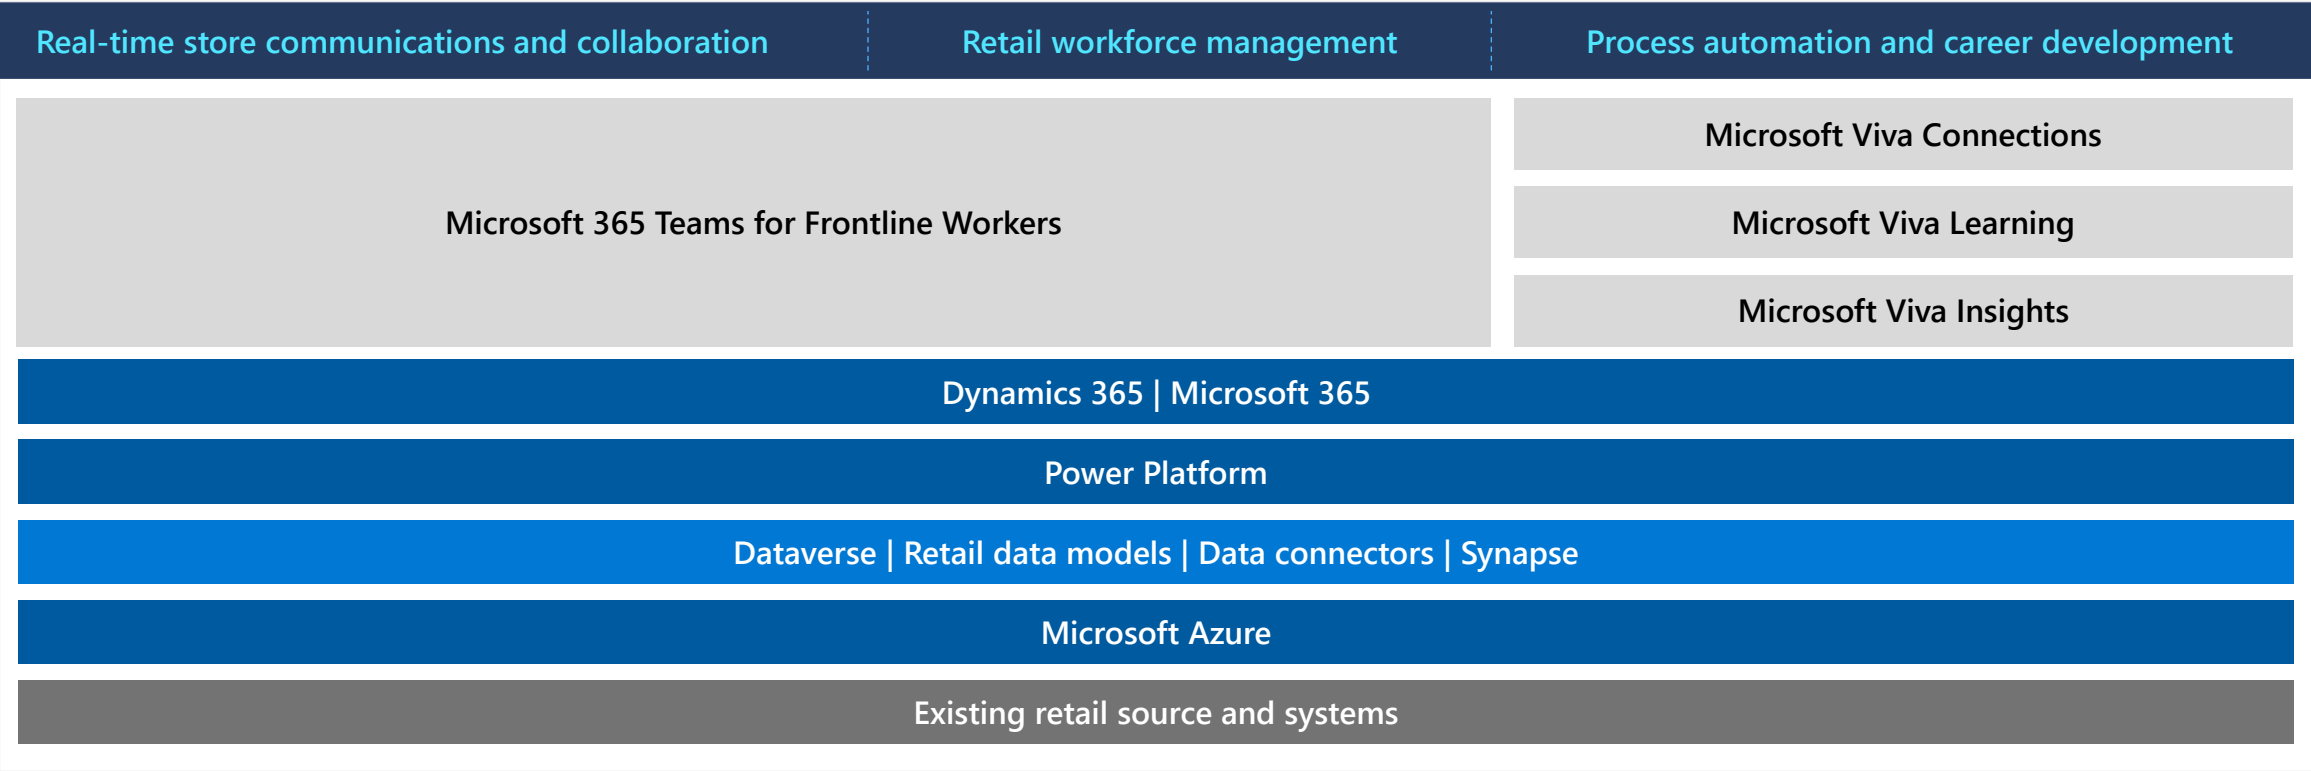 Real-time store communications and collaboration
Retail workforce management
Process automation and career development
Microsoft 365 Teams for Frontline Workers
Microsoft Viva Connections
Microsoft Viva Learning
Microsoft Viva Insights
Dynamics 365 | Microsoft 365
Power Platform
Dataverse | Retail data models | Data connectors | Synapse
Microsoft Azure
Existing retail source and systems